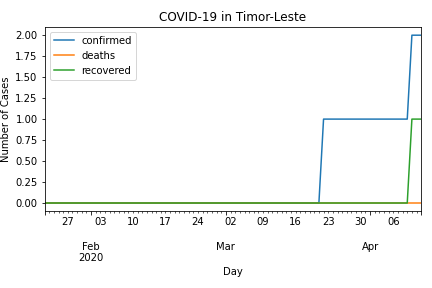 COVID-19 in Timor-Leste
confirmed
deaths
recovered
Number of Cases
2.00
1.75
1.50
1.25
1.00
0.75
0.50
0.25
0.00
27 03 10 17 24 02 09 16 23 30 06
Feb Mar Apr
2020
Day